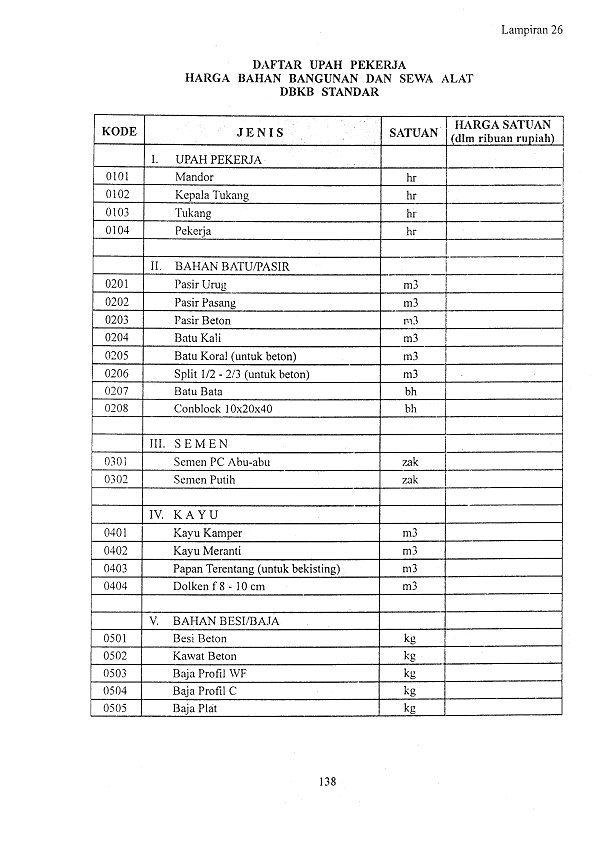 Lampiran 26
DAFTAR UPAH PEKERJA
HARGA BAHAN BANGUNAN DAN SEWA ALAT
DBKB STANDAR
KODE JENIS SATUAN HARGA SATUAN
(dlm ribuan rupiah)
I. UPAH PEKERJA
0101 Mandor hr
0102 Kepala Tukang hr
0103 Tukang hr
0104 Pekerja hr
II. BAHAN BATU/PASIR
0201 Pasir Urug m3
0202 Pasir Pasang m3
0203 Pasir Beton m3
0204 Batu Kali m3
0205 Batu Koral (untuk beton) m3
0206 Split 1/2 - 2/3 (untuk beton) m3
0207 Batu Bata bh
0208 Conblock 10x20x40 bh
III. SEMEN
0301 Semen PC Abu-abu zak
0302 Semen Putih zak
IV. KAYU
0401 Kayu Kamper m3
0402 Kayu Meranti m3
0403 Papan Terentang (untuk bekisting) m3
0404 Dolken f 8 - 10 cm m3
V. BAHAN BESI/BAJA
0501 Besi Beton kg
0502 Kawat Beton kg
0503 Baja Profil WF kg
0504 Baja Profil C kg
0505 Baja Plat kg
138